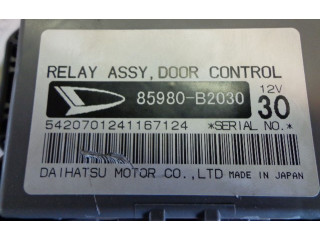 RELAY ASSY, DOOR CONTROL
85980-B2030
12V
30
5420701241167124 *SERIAL NO.*
DAIHATSU MOTOR CO.,LTD MADE IN JAPAN